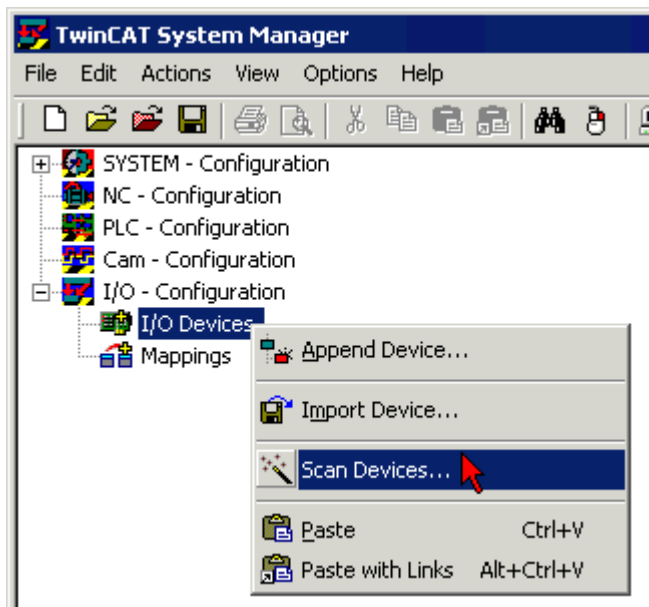 TwinCAT System Manager
File Edit Actions View Options Help
SYSTEM - Configuration
NC - Configuration
PLC - Configuration
Cam - Configuration
I/O - Configuration
I/O Devices
Mappings
Append Device...
Import Device...
Scan Devices...
Paste Ctrl+V
Paste with Links Alt+Ctrl+V